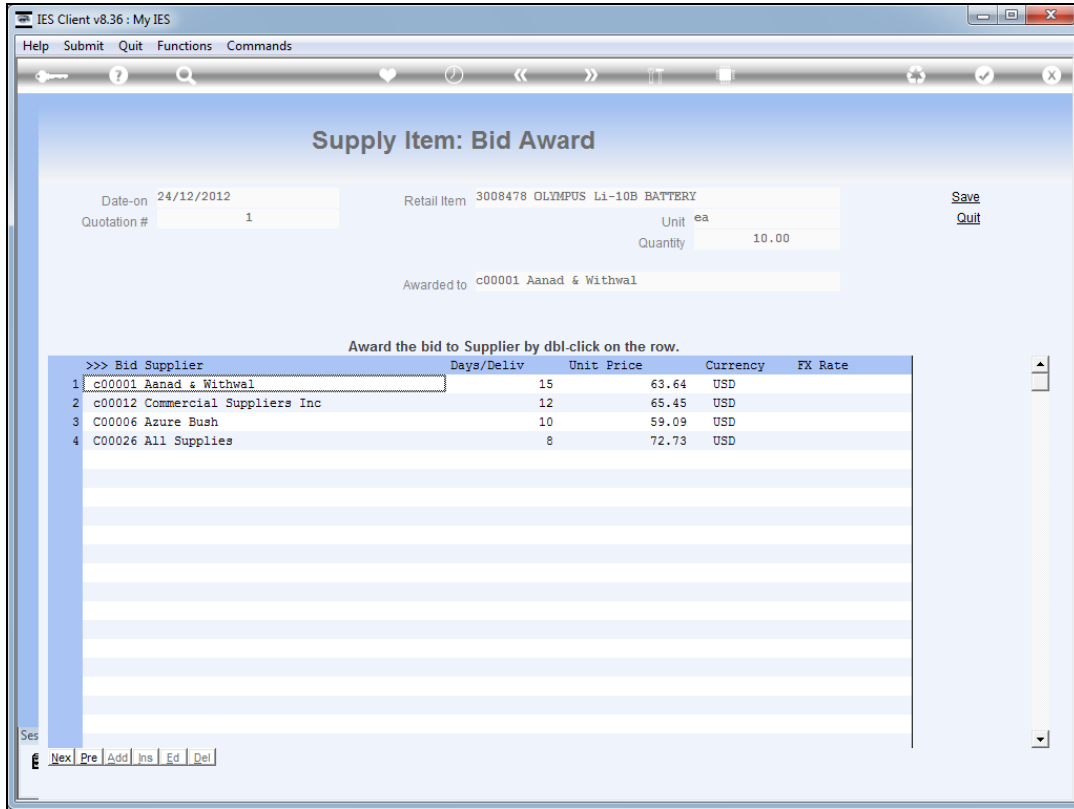 IES Client v8.36 : My IES
Help Submit Quit Functions Commands
Supply Item: Bid Award
Date-on 24/12/2012 Retail Item 3008478 OLYMPUS Li-10B BATTERY Save
Quotation # 1 Unit ea Quit
Quantity 10.00
Awarded to c00001 Aanad & Withwal
Award the bid to Supplier by dbl-click on the row.
>>> Bid Supplier Days/Deliv Unit Price Currency FX Rate
1 c00001 Aanad & Withwal 15 63.64 USD
2 c00012 Commercial Suppliers Inc 12 65.45 USD
3 C00006 Azure Bush 10 59.09 USD
4 C00026 All Supplies 8 72.73 USD
Ses
Nex Pre Add Ins Ed Del